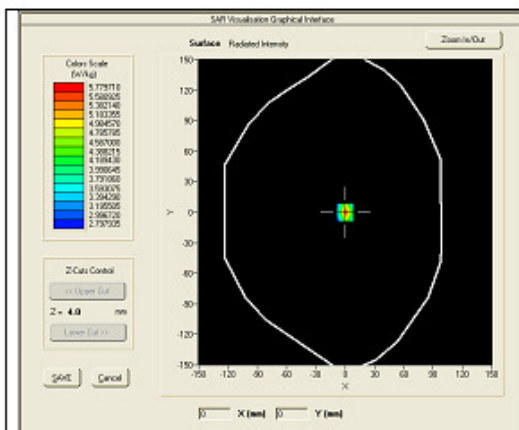 SAR Visualisation Graphical Interface
Surface Radiated Intensity
Zoom In/Out
Colors Scale
(W/kg)
5.779710
5.580925
5.382140
5.183355
4.984570
4.785785
4.587000
4.388215
4.189430
3.990645
3.791860
3.593075
3.394290
3.195505
2.996720
2.797935
150
120
90
60
30
0
-30
-60
-90
-120
-150
Y
-150 -120 -90 -60 -30 0 30 60 90 120 150
X
Z-Cuts Control
<< Upper Cut
Z = 4.0 mm
Lower Cut >>
SAVE Cancel
0 X (mm) 0 Y (mm)